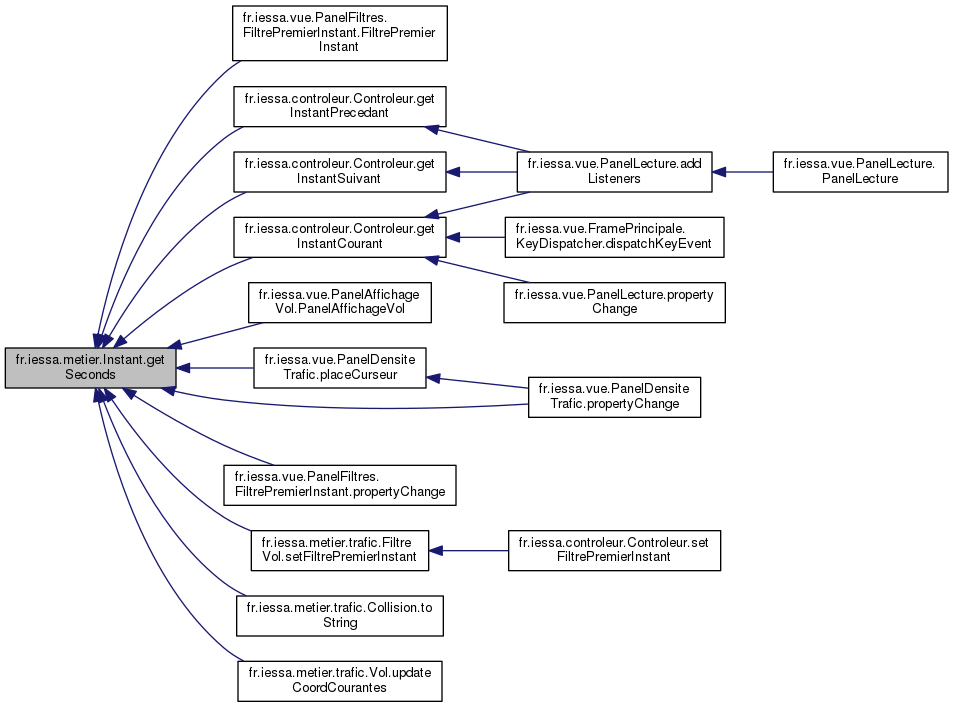 fr.iessa.vue.PanelFiltres.
FiltrePremierInstant.FiltrePremier
Instant
fr.iessa.controleur.Controleur.get
InstantPrecedant
fr.iessa.controleur.Controleur.get
InstantSuivant
fr.iessa.vue.PanelLecture.add
Listeners
fr.iessa.vue.PanelLecture.
PanelLecture
fr.iessa.controleur.Controleur.get
InstantCourant
fr.iessa.vue.FramePrincipale.
KeyDispatcher.dispatchKeyEvent
fr.iessa.vue.PanelAffichage
Vol.PanelAffichageVol
fr.iessa.vue.PanelLecture.property
Change
fr.iessa.metier.Instant.get
Seconds
fr.iessa.vue.PanelDensite
Trafic.placeCurseur
fr.iessa.vue.PanelDensite
Trafic.propertyChange
fr.iessa.vue.PanelFiltres.
FiltrePremierInstant.propertyChange
fr.iessa.metier.trafic.Filtre
Vol.setFiltrePremierInstant
fr.iessa.controleur.Controleur.set
FiltrePremierInstant
fr.iessa.metier.trafic.Collision.to
String
fr.iessa.metier.trafic.Vol.update
CoordCourantes